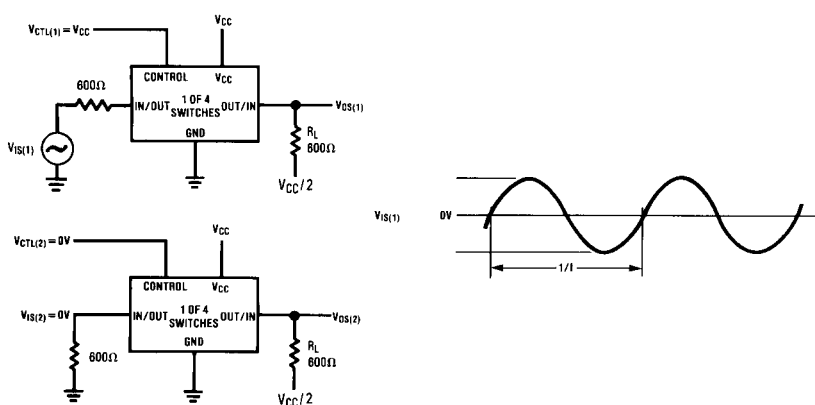 VCTL(1) = VCC
VCC
CONTROL VCC
600Ω
IN/OUT 1 OF 4 OUT/IN
SWITCHES
VOS(1)
GND
VIS(1)
RL
600Ω
VCC/2
VCTL(2) = 0V
VCC
CONTROL VCC
VIS(2) = 0V
IN/OUT 1 OF 4 OUT/IN
SWITCHES
VOS(2)
GND
600Ω
RL
600Ω
VCC/2
VIS(1) 0V
1/f